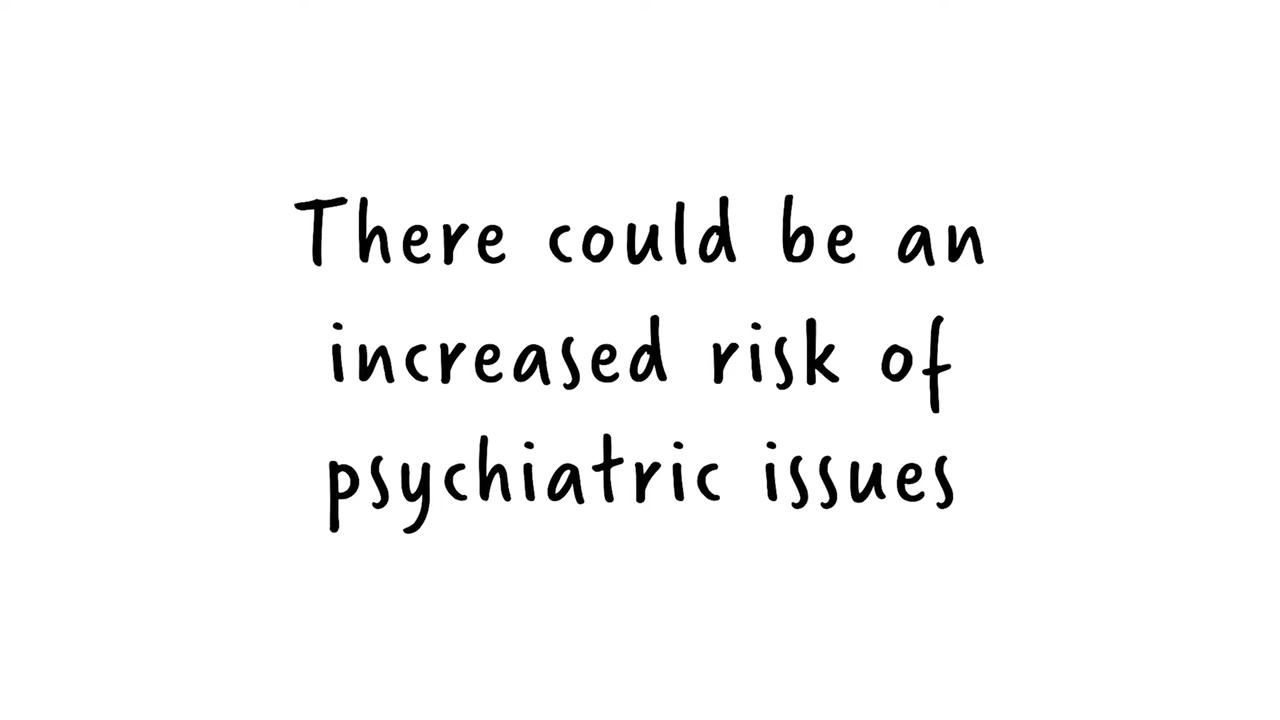 There could be an
increased risk of
psychiatric issues